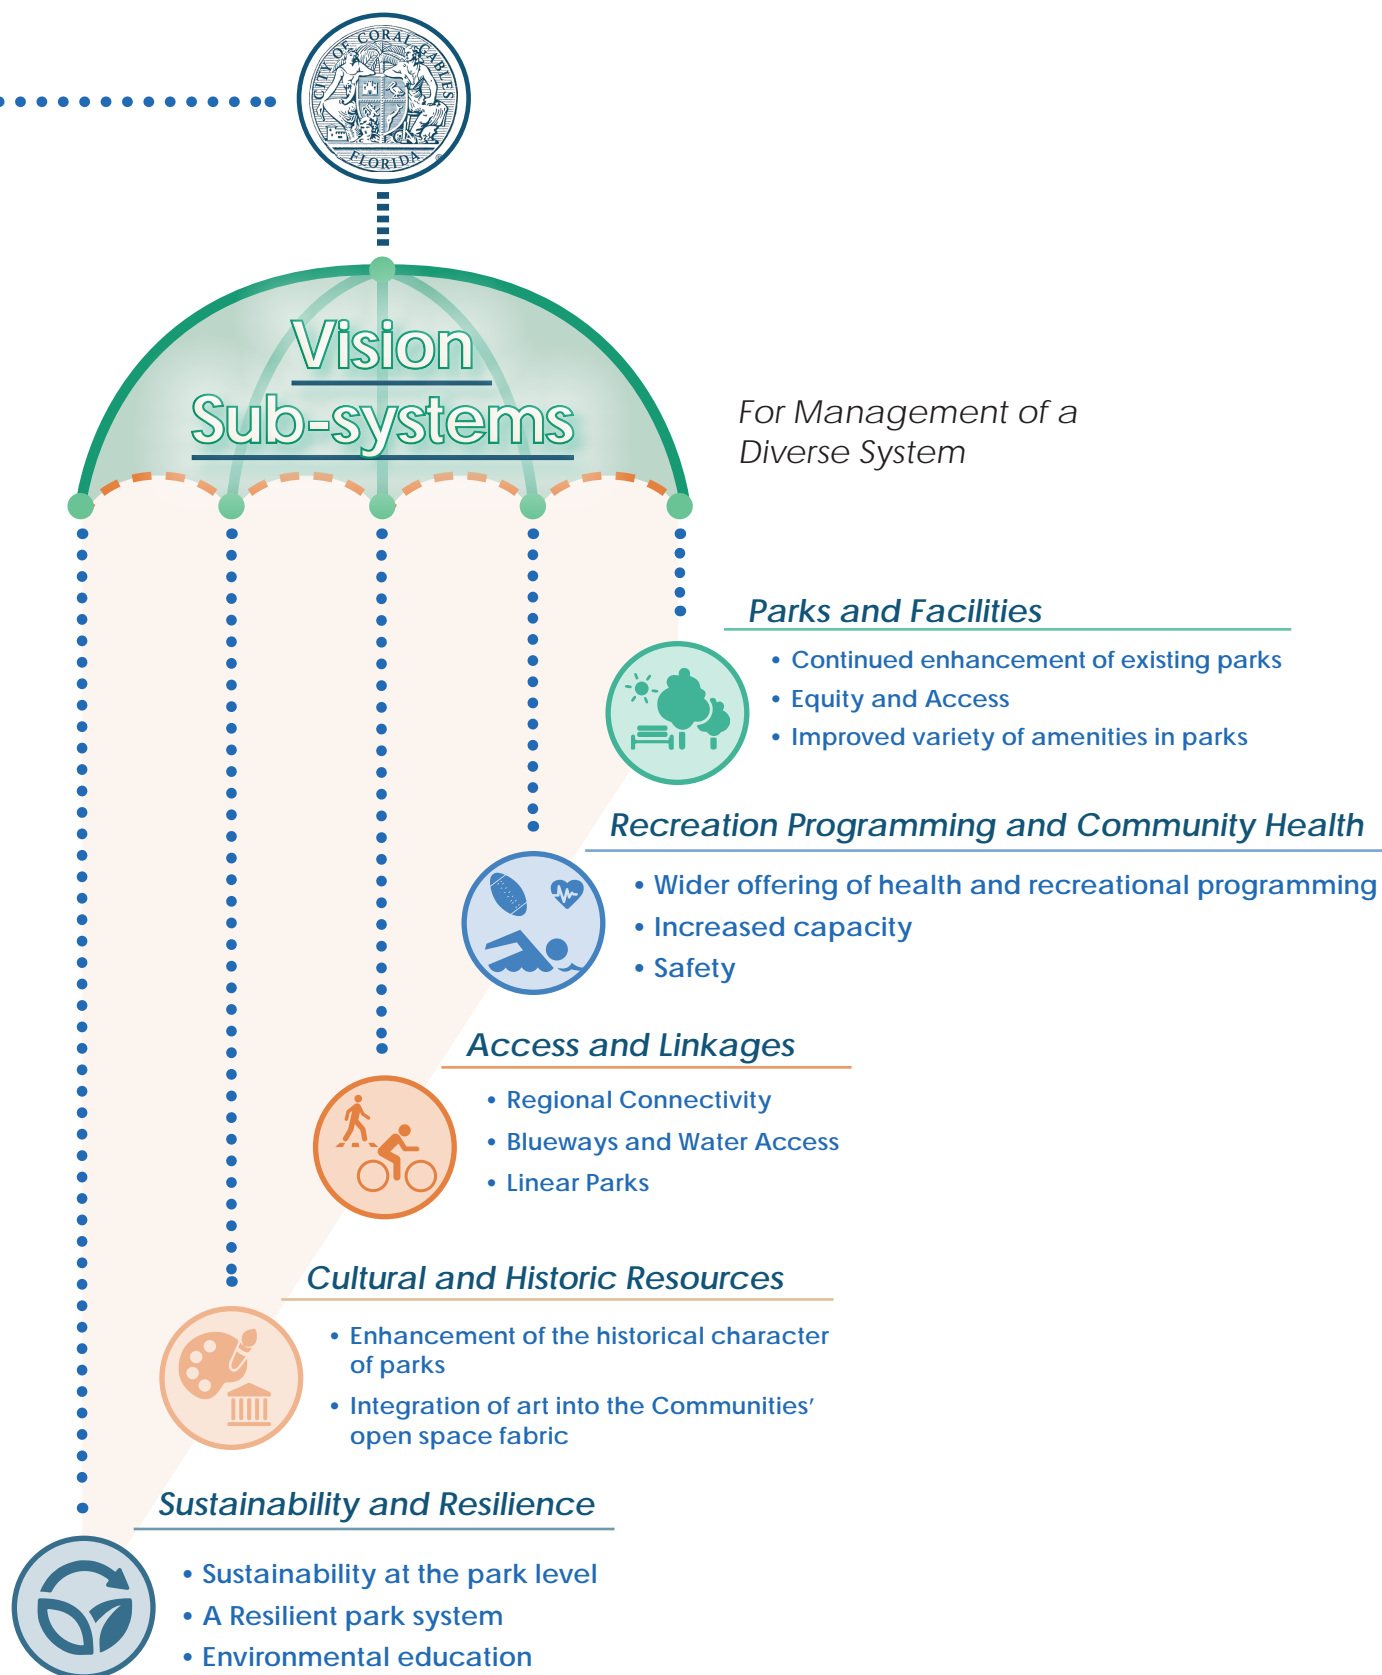 CITY OF CORAL GABLES
FLORIDA
®
Vision
Sub-systems
For Management of a
Diverse System
Parks and Facilities
• Continued enhancement of existing parks
• Equity and Access
• Improved variety of amenities in parks
Recreation Programming and Community Health
• Wider offering of health and recreational programming
• Increased capacity
• Safety
Access and Linkages
• Regional Connectivity
• Blueways and Water Access
• Linear Parks
Cultural and Historic Resources
• Enhancement of the historical character
of parks
• Integration of art into the Communities’
open space fabric
Sustainability and Resilience
• Sustainability at the park level
• A Resilient park system
• Environmental education